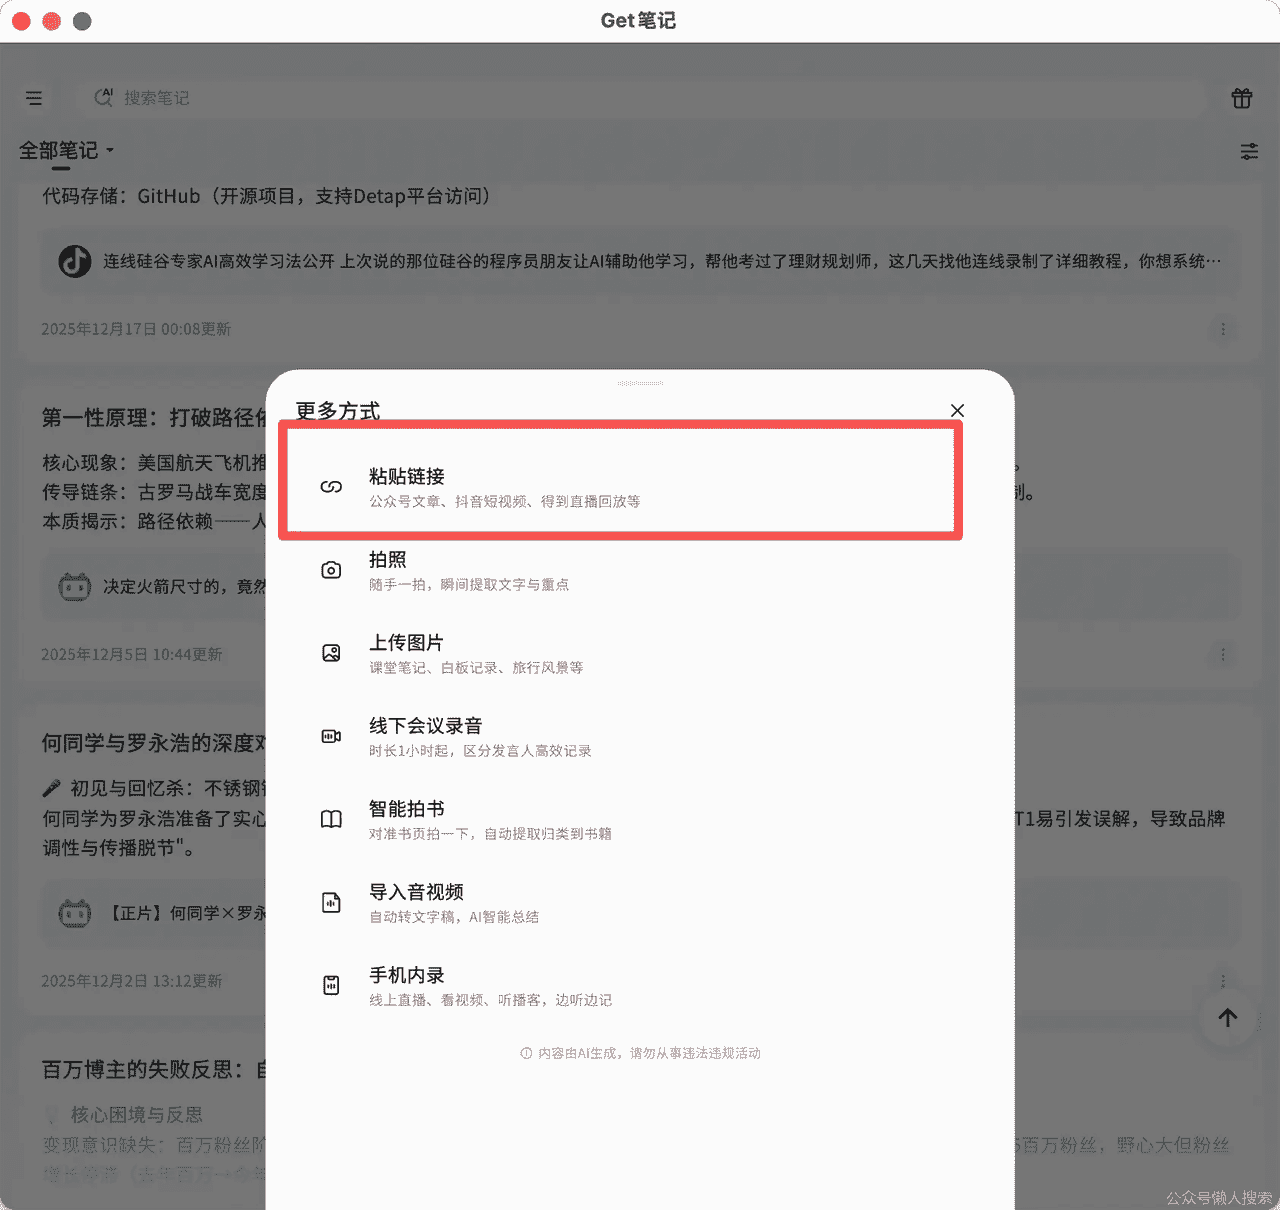 Get笔记
AI 搜索笔记
全部笔记
代码存储：GitHub（开源项目，支持Detap平台访问）
连线硅谷专家AI高效学习法公开 上次说的那位硅谷的程序员朋友让AI辅助他学习，帮他考过了理财规划师，这几天找他连线录制了详细教程，你想系统…
2025年12月17日 00:08更新
更多方式
第一性原理：打破路径依
核心现象：美国航天飞机推
传导链条：古罗马战车宽度
制。
本质揭示：路径依赖——人
粘贴链接
公众号文章、抖音短视频、得到直播回放等
决定火箭尺寸的，竟然
拍照
随手一拍，瞬间提取文字与重点
2025年12月5日 10:44更新
上传图片
课堂笔记、白板记录、旅行风景等
何同学与罗永浩的深度对
线下会议录音
时长1小时起，区分发言人高效记录
初见与回忆杀：不锈钢锤
何同学为罗永浩准备了实心
T1易引发误解，导致品牌
调性与传播脱节"。
智能拍书
对准书页拍一下，自动提取归类到书籍
【正片】何同学×罗永
导入音视频
自动转文字稿，AI智能总结
2025年12月2日 13:12更新
手机内录
线上直播、看视频、听播客，边听边记
内容由AI生成，请勿从事违法违规活动
百万博主的失败反思：自
核心困境与反思
变现意识缺失：百万粉丝阶
5百万粉丝，野心大但粉丝
公众号懒人搜索